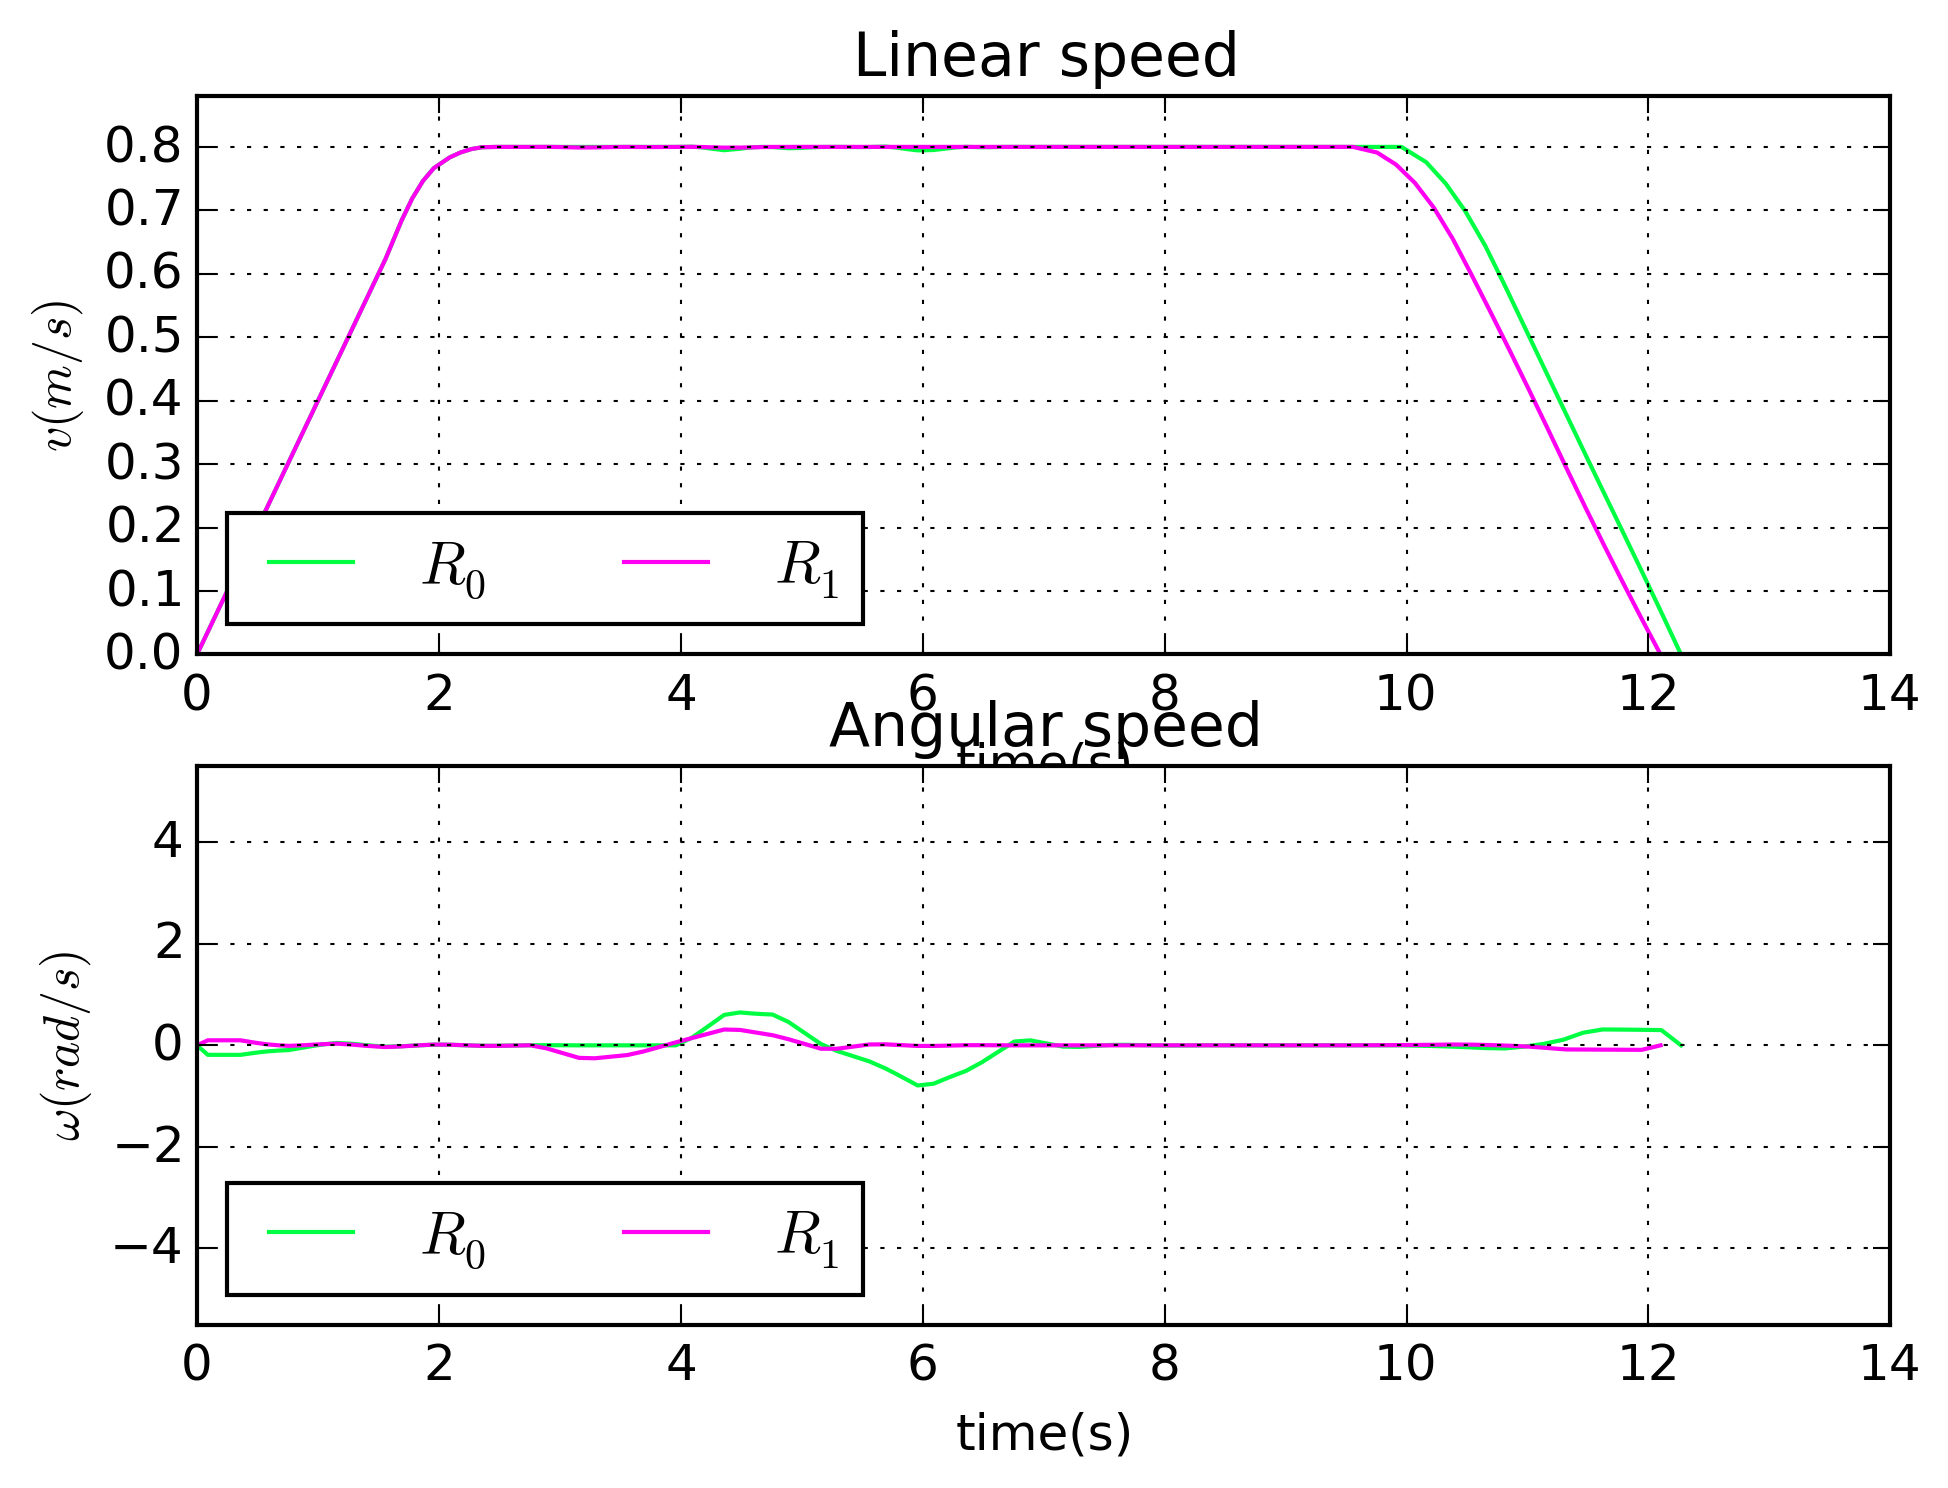 Linear speed
v(m/s)
0.8
0.7
0.6
0.5
0.4
0.3
0.2
0.1
0.0
R₀ R₁
0 2 4 6 8 10 12 14
time(s)
Angular speed
ω(rad/s)
4
2
0
−2
−4
R₀ R₁
0 2 4 6 8 10 12 14
time(s)